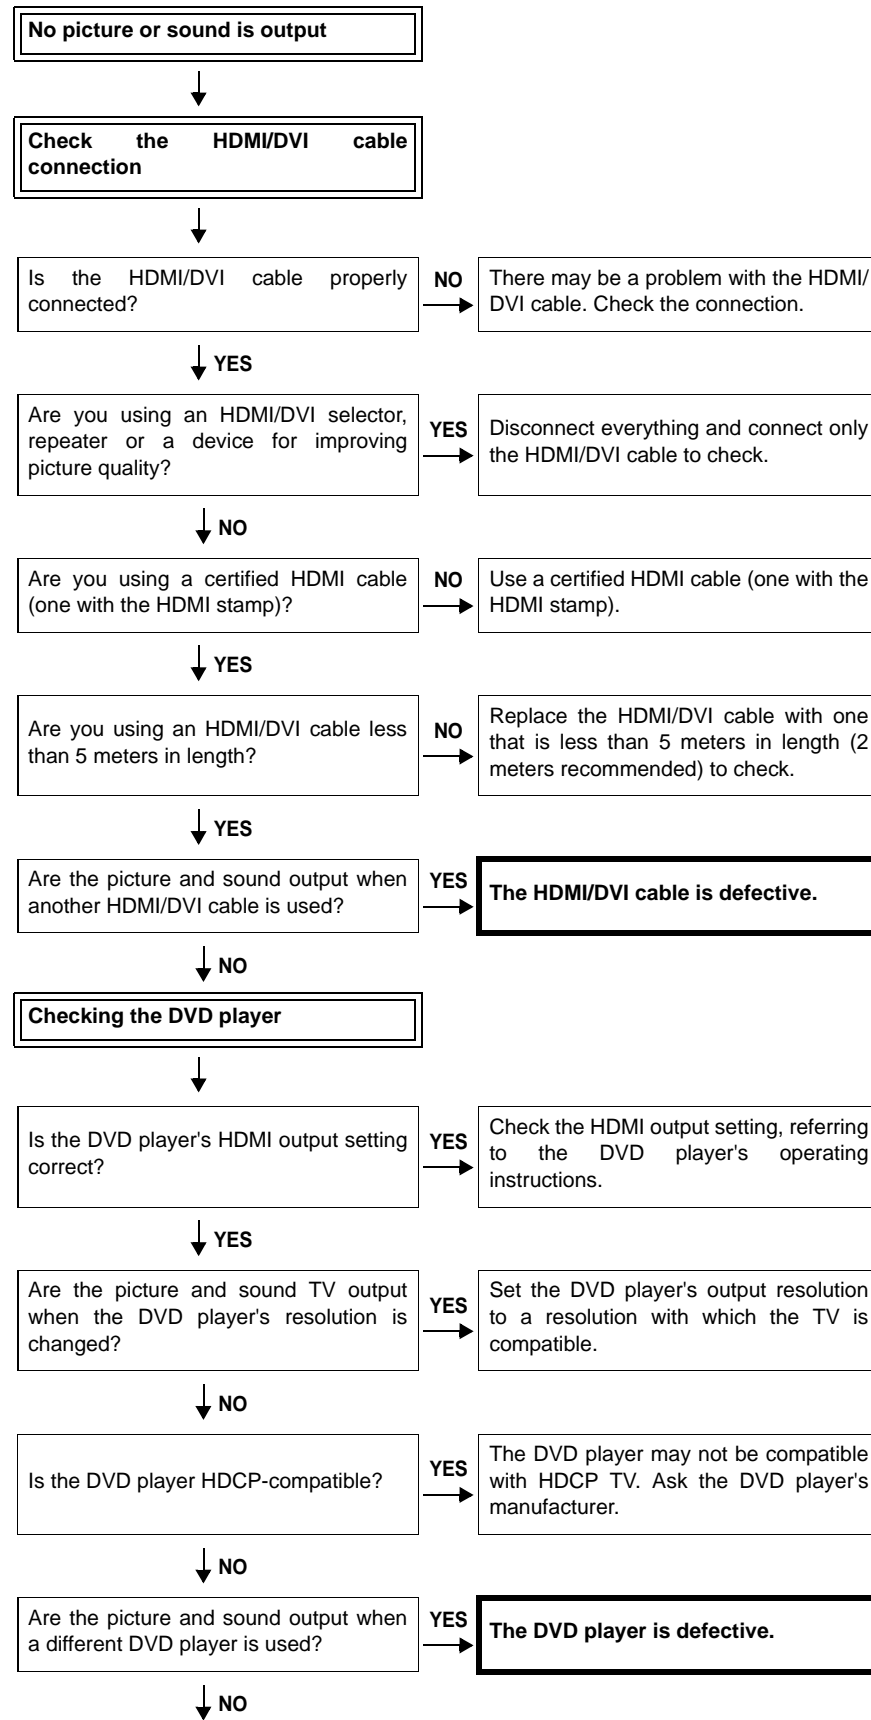 No picture or sound is output
Check the HDMI/DVI cable
connection
Is the HDMI/DVI cable properly
connected?
NO
There may be a problem with the HDMI/
DVI cable. Check the connection.
YES
Are you using an HDMI/DVI selector,
repeater or a device for improving
picture quality?
YES
Disconnect everything and connect only
the HDMI/DVI cable to check.
NO
Are you using a certified HDMI cable
(one with the HDMI stamp)?
NO
Use a certified HDMI cable (one with the
HDMI stamp).
YES
Are you using an HDMI/DVI cable less
than 5 meters in length?
NO
Replace the HDMI/DVI cable with one
that is less than 5 meters in length (2
meters recommended) to check.
YES
Are the picture and sound output when
another HDMI/DVI cable is used?
YES
The HDMI/DVI cable is defective.
NO
Checking the DVD player
Is the DVD player's HDMI output setting
correct?
YES
Check the HDMI output setting, referring
to the DVD player's operating
instructions.
YES
Are the picture and sound TV output
when the DVD player's resolution is
changed?
YES
Set the DVD player's output resolution
to a resolution with which the TV is
compatible.
NO
Is the DVD player HDCP-compatible?
YES
The DVD player may not be compatible
with HDCP TV. Ask the DVD player's
manufacturer.
NO
Are the picture and sound output when
a different DVD player is used?
YES
The DVD player is defective.
NO